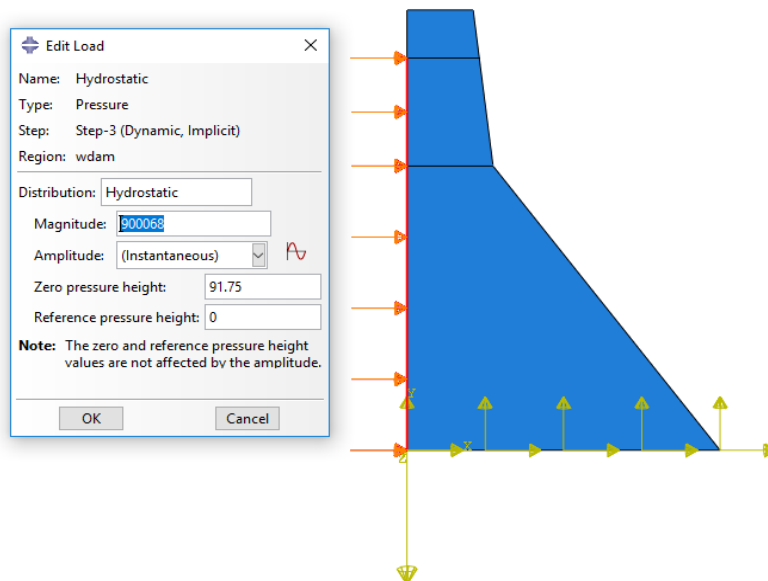 Edit Load
Name: Hydrostatic
Type: Pressure
Step: Step-3 (Dynamic, Implicit)
Region: wdam
Distribution: Hydrostatic
Magnitude: 900068
Amplitude: (Instantaneous)
Zero pressure height: 91.75
Reference pressure height: 0
Note: The zero and reference pressure height
values are not affected by the amplitude.
OK Cancel
Y
X
Z